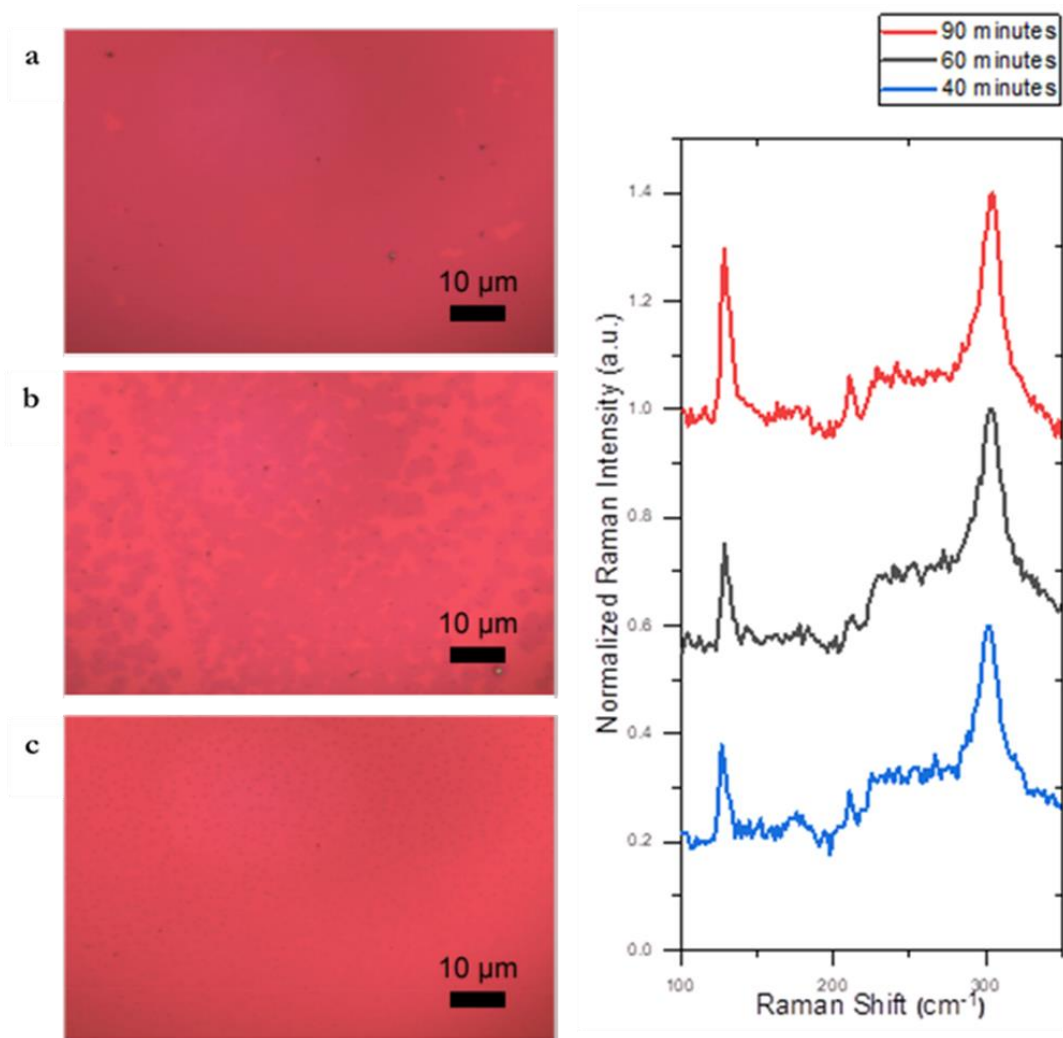 a
10 µm
b
10 µm
c
10 µm
90 minutes
60 minutes
40 minutes
Normalized Raman Intensity (a.u.)
1.4
1.2
1.0
0.8
0.6
0.4
0.2
0.0
100
200
300
Raman Shift (cm⁻¹)